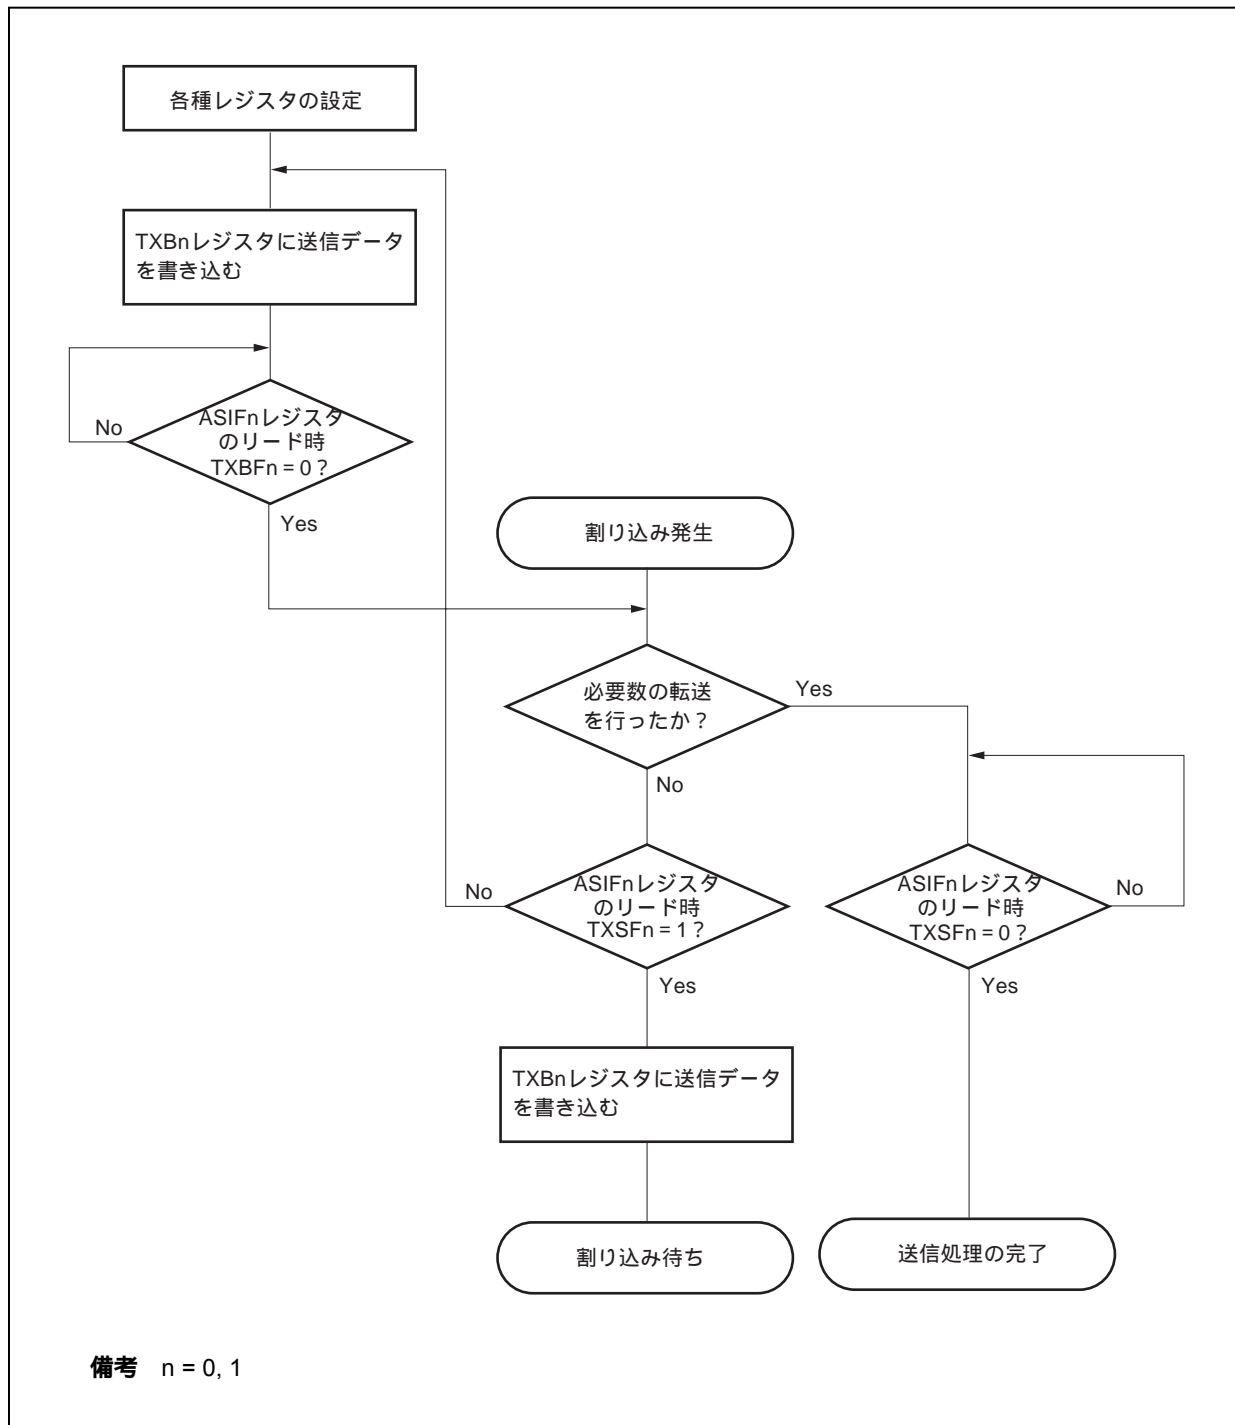 各種レジスタの設定
TXBnレジスタに送信データ
を書き込む
ASIFnレジスタ
のリード時
TXBFn = 0？
No
Yes
割り込み発生
必要数の転送
を行ったか？
Yes
No
ASIFnレジスタ
のリード時
TXSFn = 1？
No
Yes
ASIFnレジスタ
のリード時
TXSFn = 0？
No
Yes
TXBnレジスタに送信データ
を書き込む
割り込み待ち
送信処理の完了
備考 n = 0, 1